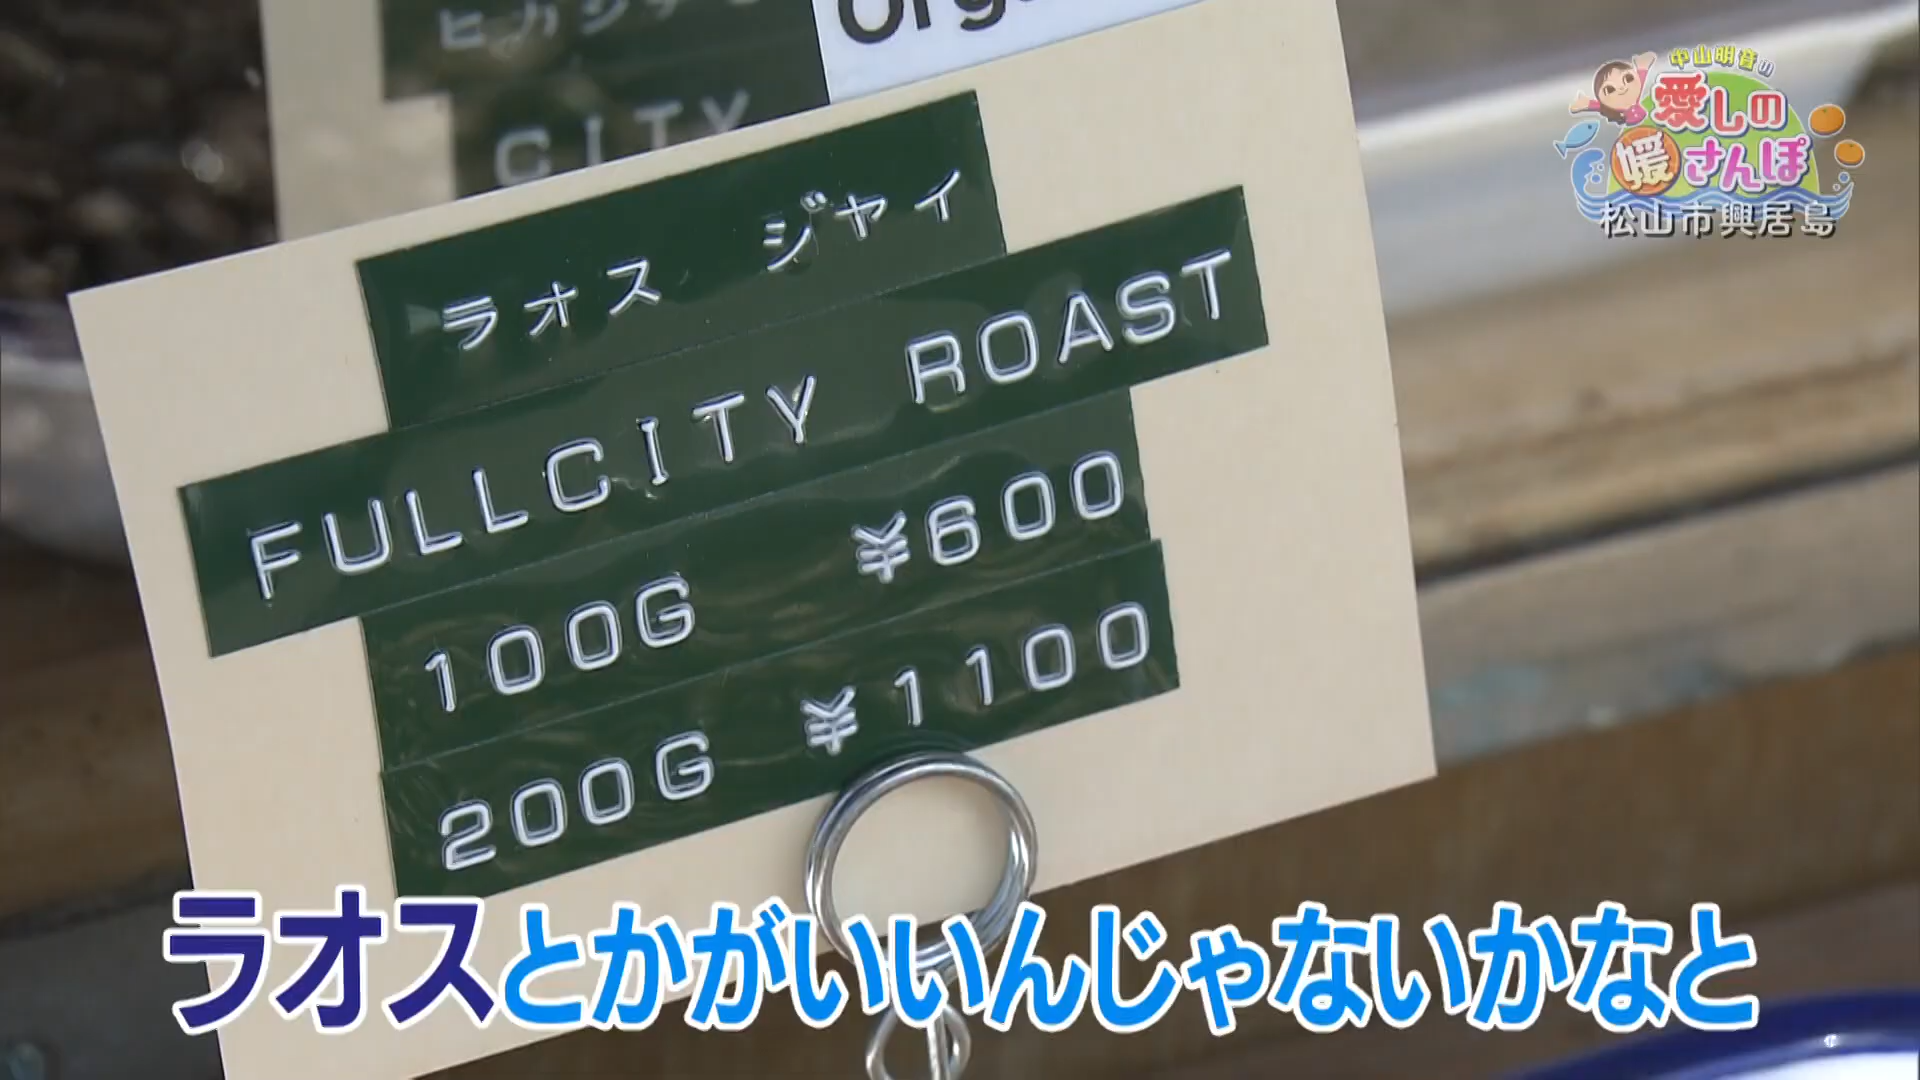 Org
CITY
中山明音の
愛しの
媛さんぽ
松山市興居島
ラオス ジャイ
FULLCITY ROAST
100G ¥600
200G ¥1100
ラオスとかがいいんじゃないかなと